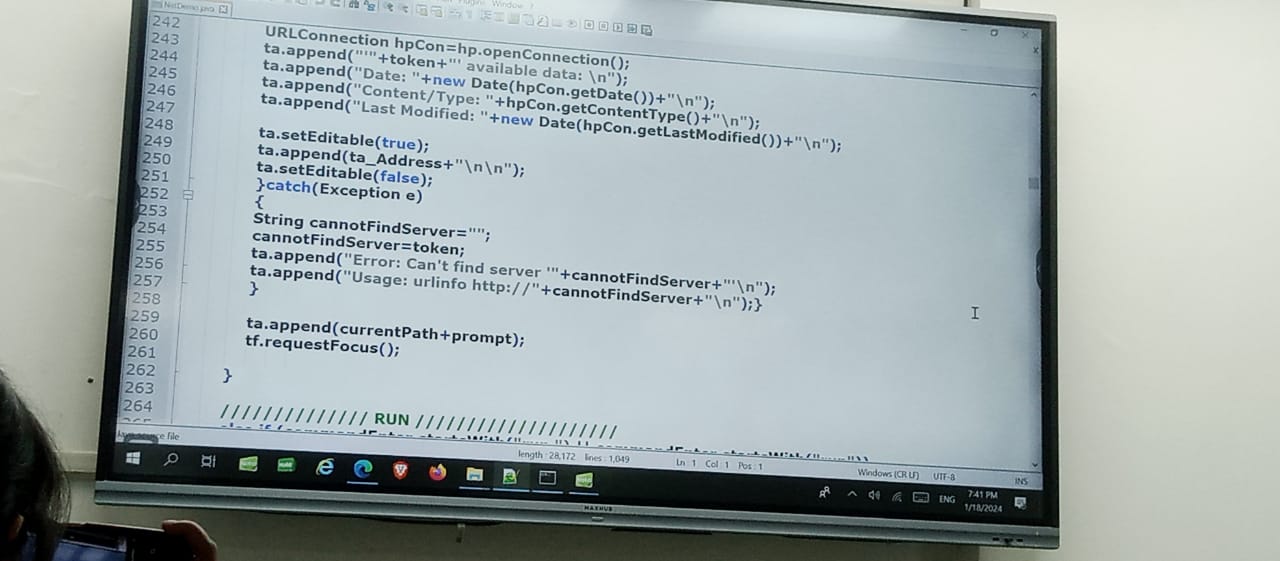 NetDemo.java
Plugins Window ?
242
243 URLConnection hpCon=hp.openConnection();
244 ta.append("'"+token+"' available data: \n");
245 ta.append("Date: "+new Date(hpCon.getDate())+"\n");
246 ta.append("Content/Type: "+hpCon.getContentType()+"\n");
247 ta.append("Last Modified: "+new Date(hpCon.getLastModified())+"\n");
248
249 ta.setEditable(true);
250 ta.append(ta_Address+"\n\n");
251 ta.setEditable(false);
252 }catch(Exception e)
253 {
254 String cannotFindServer="";
255 cannotFindServer=token;
256 ta.append("Error: Can't find server '"+cannotFindServer+"'\n");
257 ta.append("Usage: urlinfo http://"+cannotFindServer+"\n");}
258 }
259
260 ta.append(currentPath+prompt);
261 tf.requestFocus();
262
263 }
264
////////////// RUN ///////////////////
source file
length : 28,172 lines : 1,049
Ln : 1 Col : 1 Pos : 1
Windows (CR LF)
UTF-8
INS
ENG
7:41 PM
1/18/2024
MAXHUB